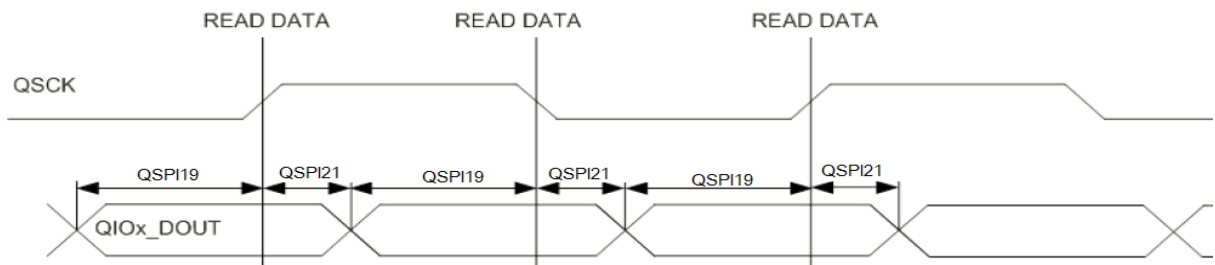 READ DATA READ DATA READ DATA
QSCK
QSPI19 QSPI21 QSPI19 QSPI21 QSPI19 QSPI21
QIOx_DOUT